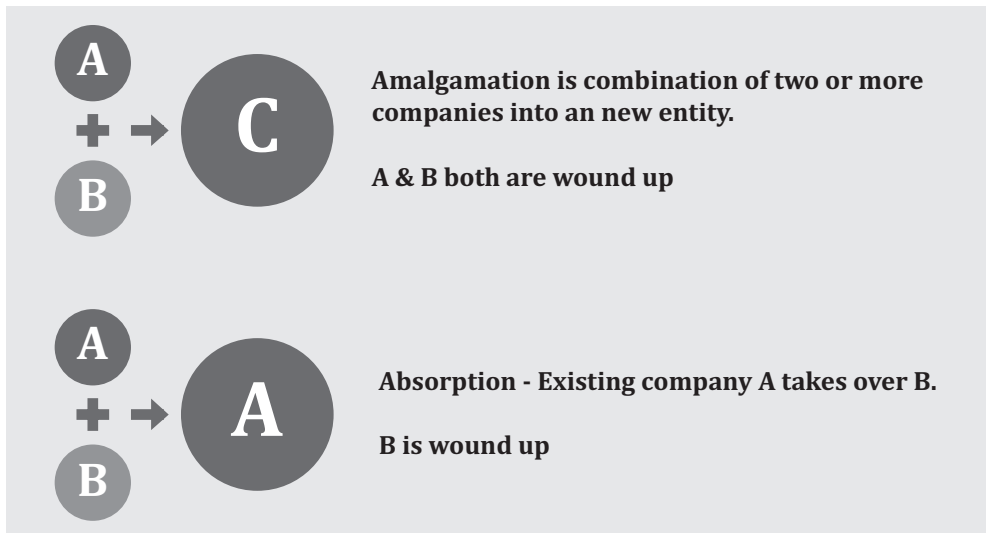 A
B
C
Amalgamation is combination of two or more
companies into an new entity.
A & B both are wound up
A
B
A
Absorption - Existing company A takes over B.
B is wound up